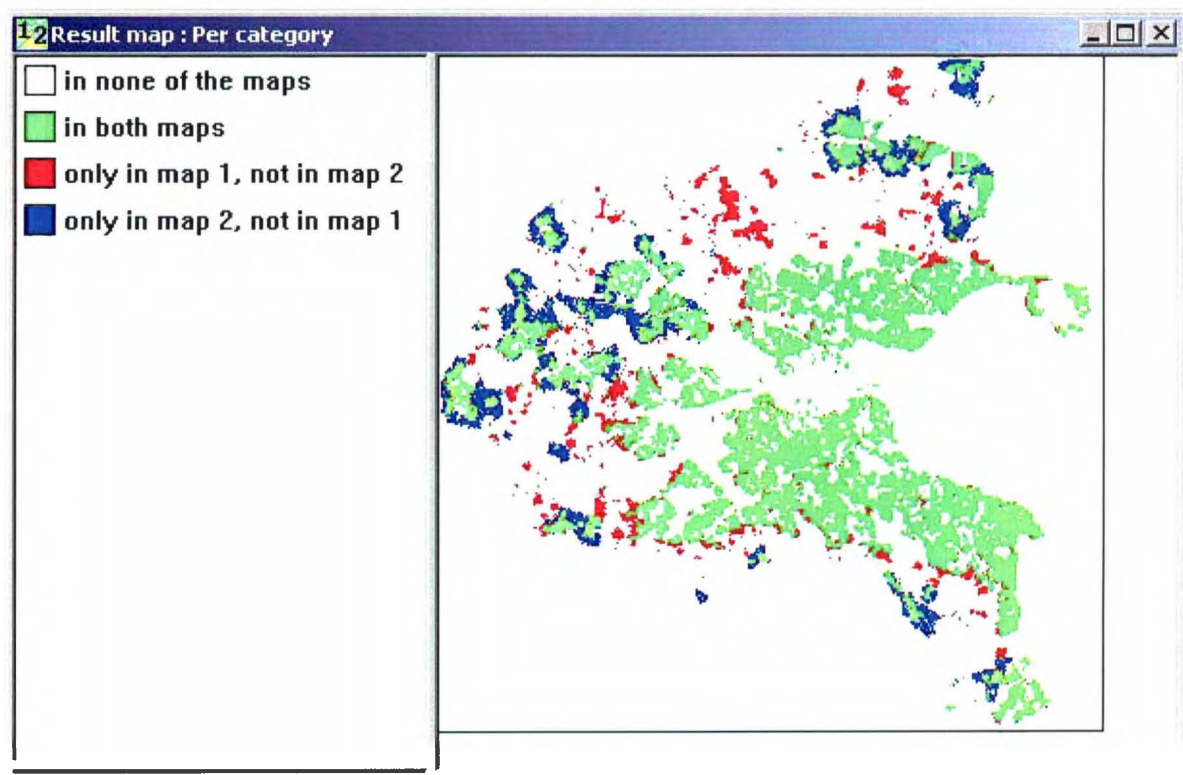 12 Result map : Per category
in none of the maps
in both maps
only in map 1, not in map 2
only in map 2, not in map 1